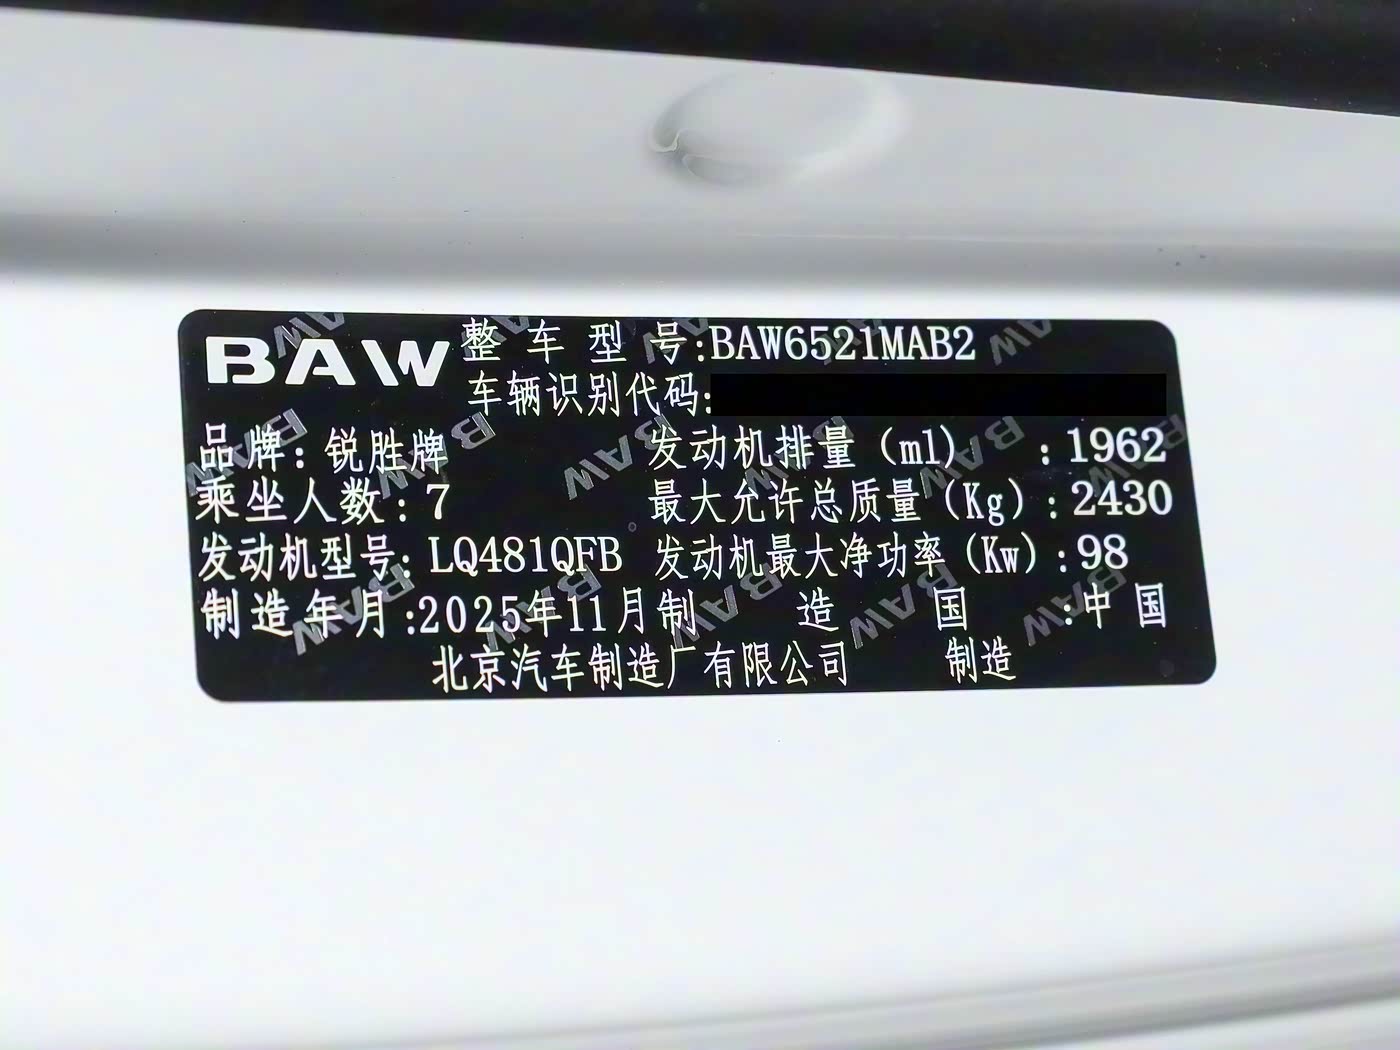 BAW 整车型号:BAW6521MAB2
车辆识别代码:
品牌: 锐胜牌 发动机排量 (ml) :1962
乘坐人数: 7 最大允许总质量 (Kg) :2430
发动机型号: LQ481QFB 发动机最大净功率 (Kw) :98
制造年月:2025年11月 制造国:中国
北京汽车制造厂有限公司 制造